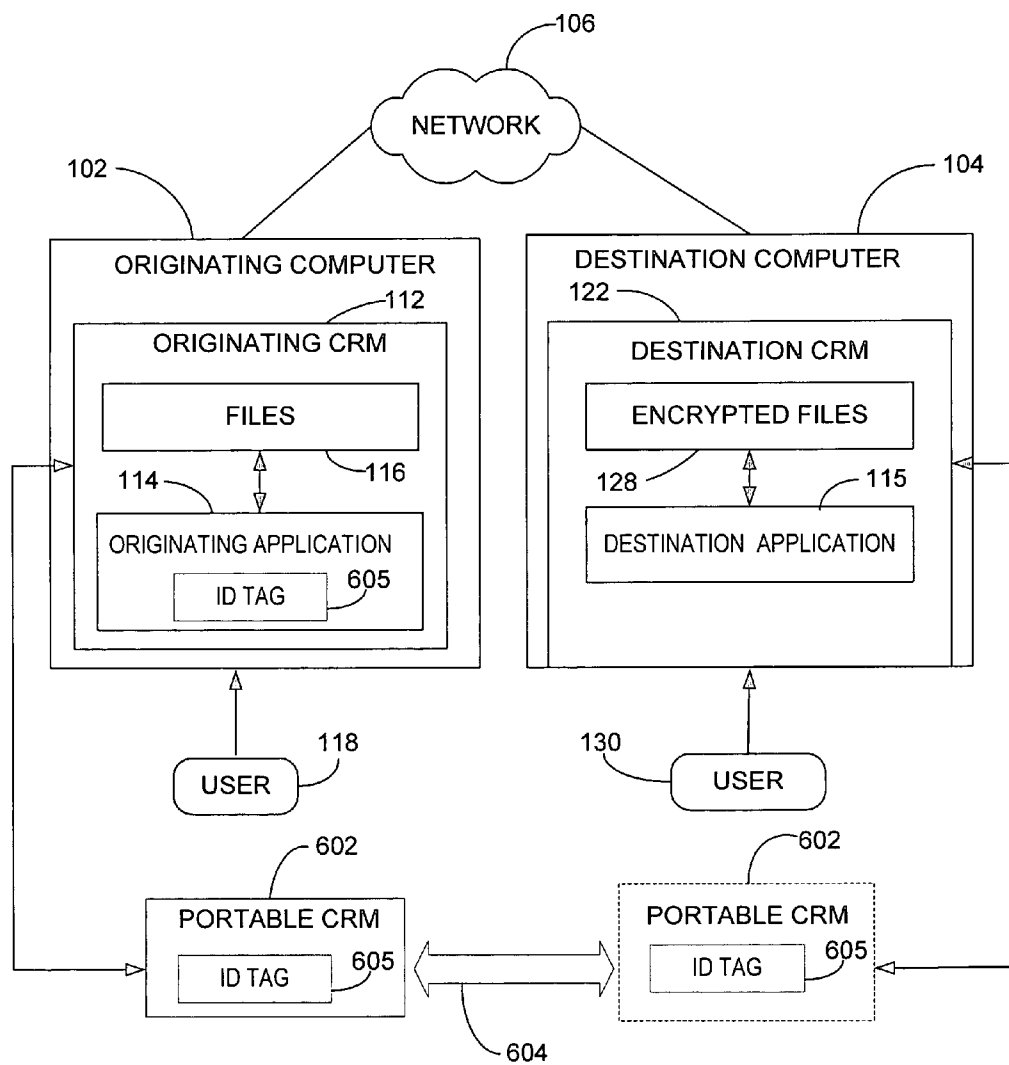 106
NETWORK
102
104
ORIGINATING COMPUTER
DESTINATION COMPUTER
112
122
ORIGINATING CRM
DESTINATION CRM
FILES
ENCRYPTED FILES
114
116
128
115
ORIGINATING APPLICATION
DESTINATION APPLICATION
ID TAG
605
118
130
USER
USER
602
602
PORTABLE CRM
PORTABLE CRM
ID TAG
605
ID TAG
605
604